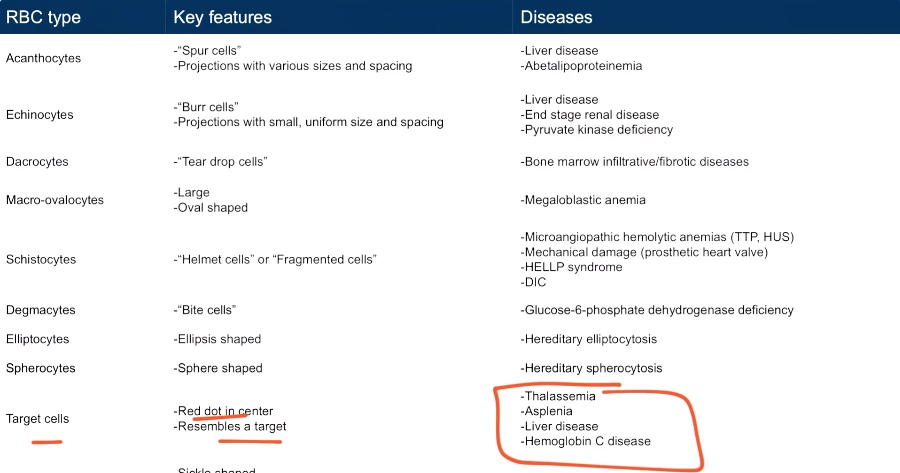 RBC type Key features Diseases
Acanthocytes
-“Spur cells”
-Projections with various sizes and spacing
-Liver disease
-Abetalipoproteinemia
Echinocytes
-“Burr cells”
-Projections with small, uniform size and spacing
-Liver disease
-End stage renal disease
-Pyruvate kinase deficiency
Dacrocytes
-“Tear drop cells”
-Bone marrow infiltrative/fibrotic diseases
Macro-ovalocytes
-Large
-Oval shaped
-Megaloblastic anemia
Schistocytes
-“Helmet cells” or “Fragmented cells”
-Microangiopathic hemolytic anemias (TTP, HUS)
-Mechanical damage (prosthetic heart valve)
-HELLP syndrome
-DIC
Degmacytes
-“Bite cells”
-Glucose-6-phosphate dehydrogenase deficiency
Elliptocytes
-Ellipsis shaped
-Hereditary elliptocytosis
Spherocytes
-Sphere shaped
-Hereditary spherocytosis
Target cells
-Red dot in center
-Resembles a target
-Thalassemia
-Asplenia
-Liver disease
-Hemoglobin C disease
-Sickle shaped